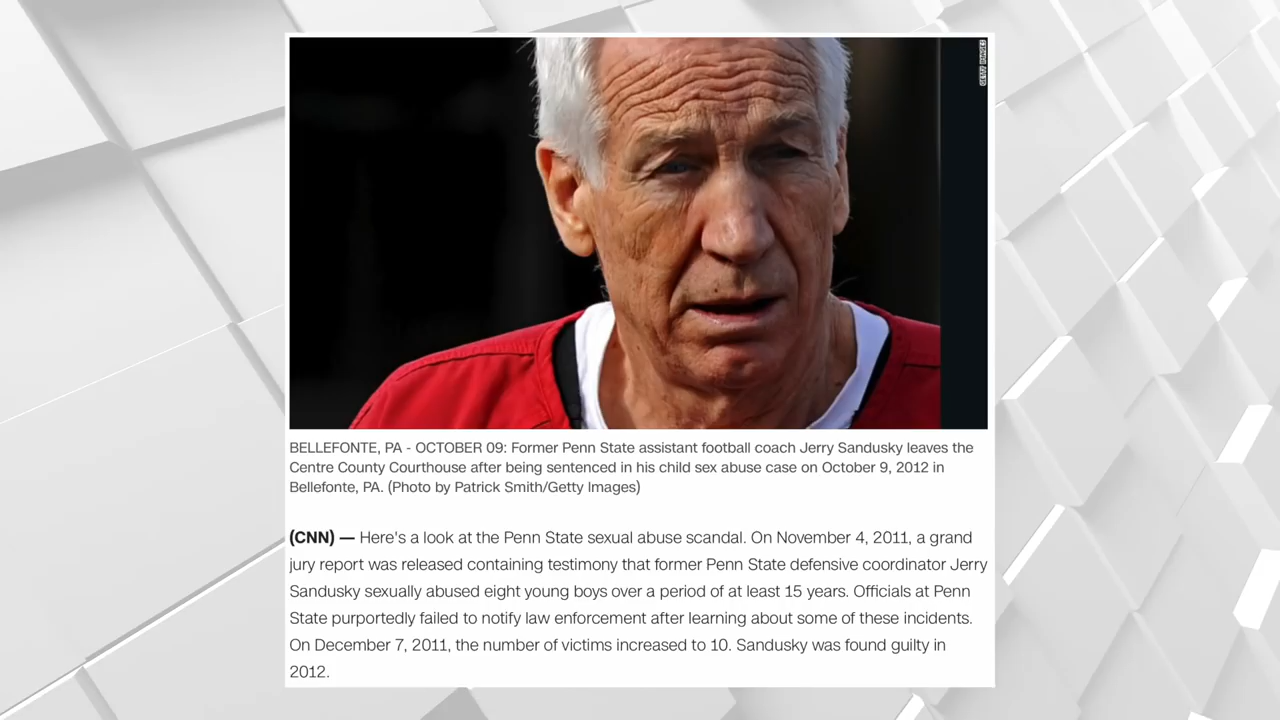 GETTY IMAGES
BELLEFONTE, PA - OCTOBER 09: Former Penn State assistant football coach Jerry Sandusky leaves the
Centre County Courthouse after being sentenced in his child sex abuse case on October 9, 2012 in
Bellefonte, PA. (Photo by Patrick Smith/Getty Images)
(CNN) — Here's a look at the Penn State sexual abuse scandal. On November 4, 2011, a grand
jury report was released containing testimony that former Penn State defensive coordinator Jerry
Sandusky sexually abused eight young boys over a period of at least 15 years. Officials at Penn
State purportedly failed to notify law enforcement after learning about some of these incidents.
On December 7, 2011, the number of victims increased to 10. Sandusky was found guilty in
2012.